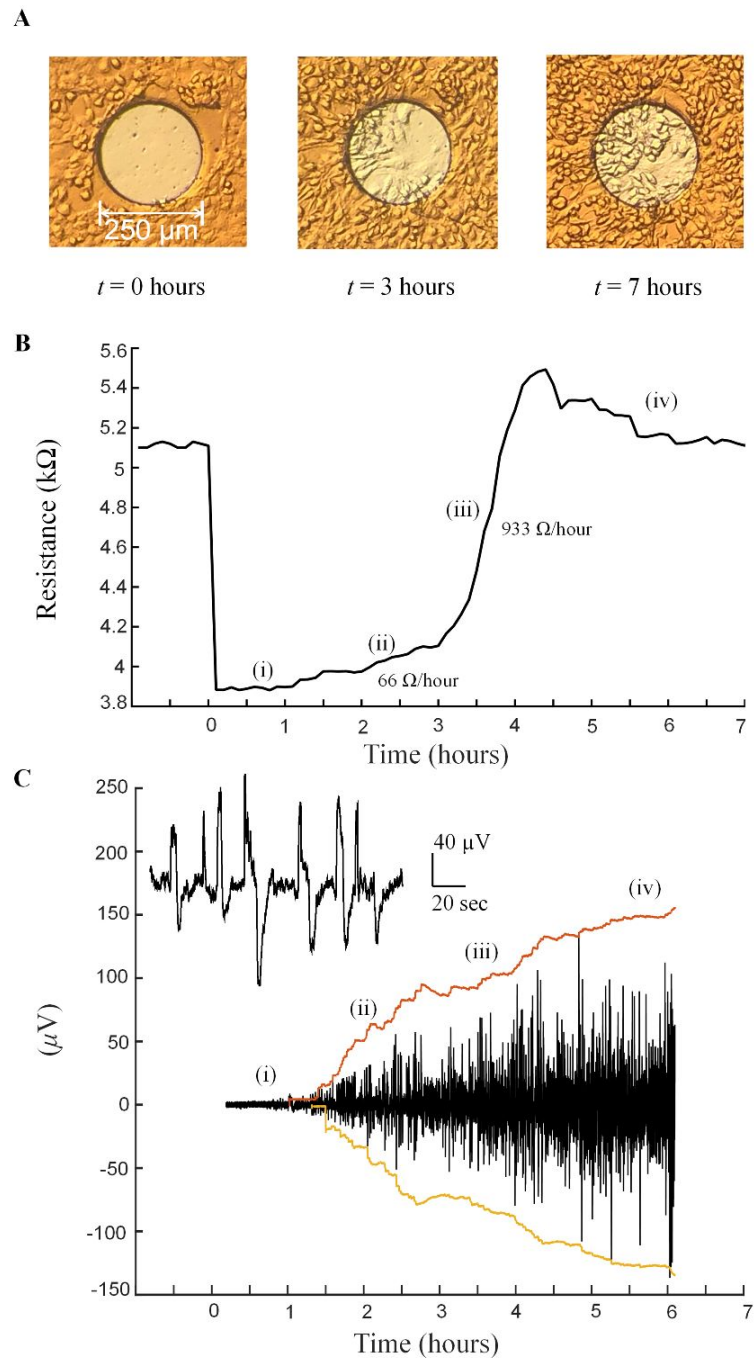 A
250 µm
t = 0 hours
t = 3 hours
t = 7 hours
B
5.6
5.4
5.2
5
4.8
4.6
4.4
4.2
4
3.8
Resistance (kΩ)
(i)
(ii)
66 Ω/hour
(iii)
933 Ω/hour
(iv)
0 1 2 3 4 5 6 7
Time (hours)
C
250
200
150
100
50
0
-50
-100
-150
(µV)
40 µV
20 sec
(i)
(ii)
(iii)
(iv)
0 1 2 3 4 5 6 7
Time (hours)